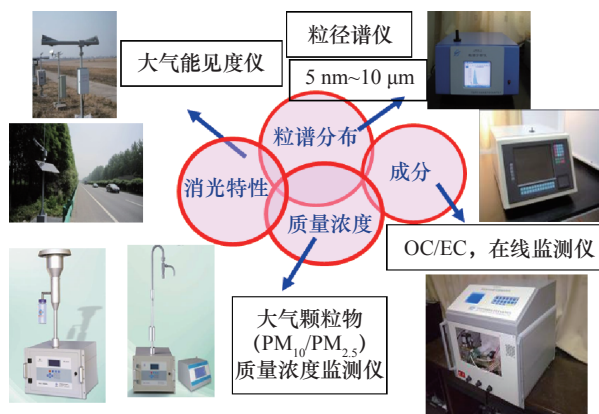 粒径谱仪
大气能见度仪
5 nm~10 μm
粒谱分布
成分
消光特性
质量浓度
OC/EC，在线监测仪
大气颗粒物
(PM10/PM2.5)
质量浓度监测仪